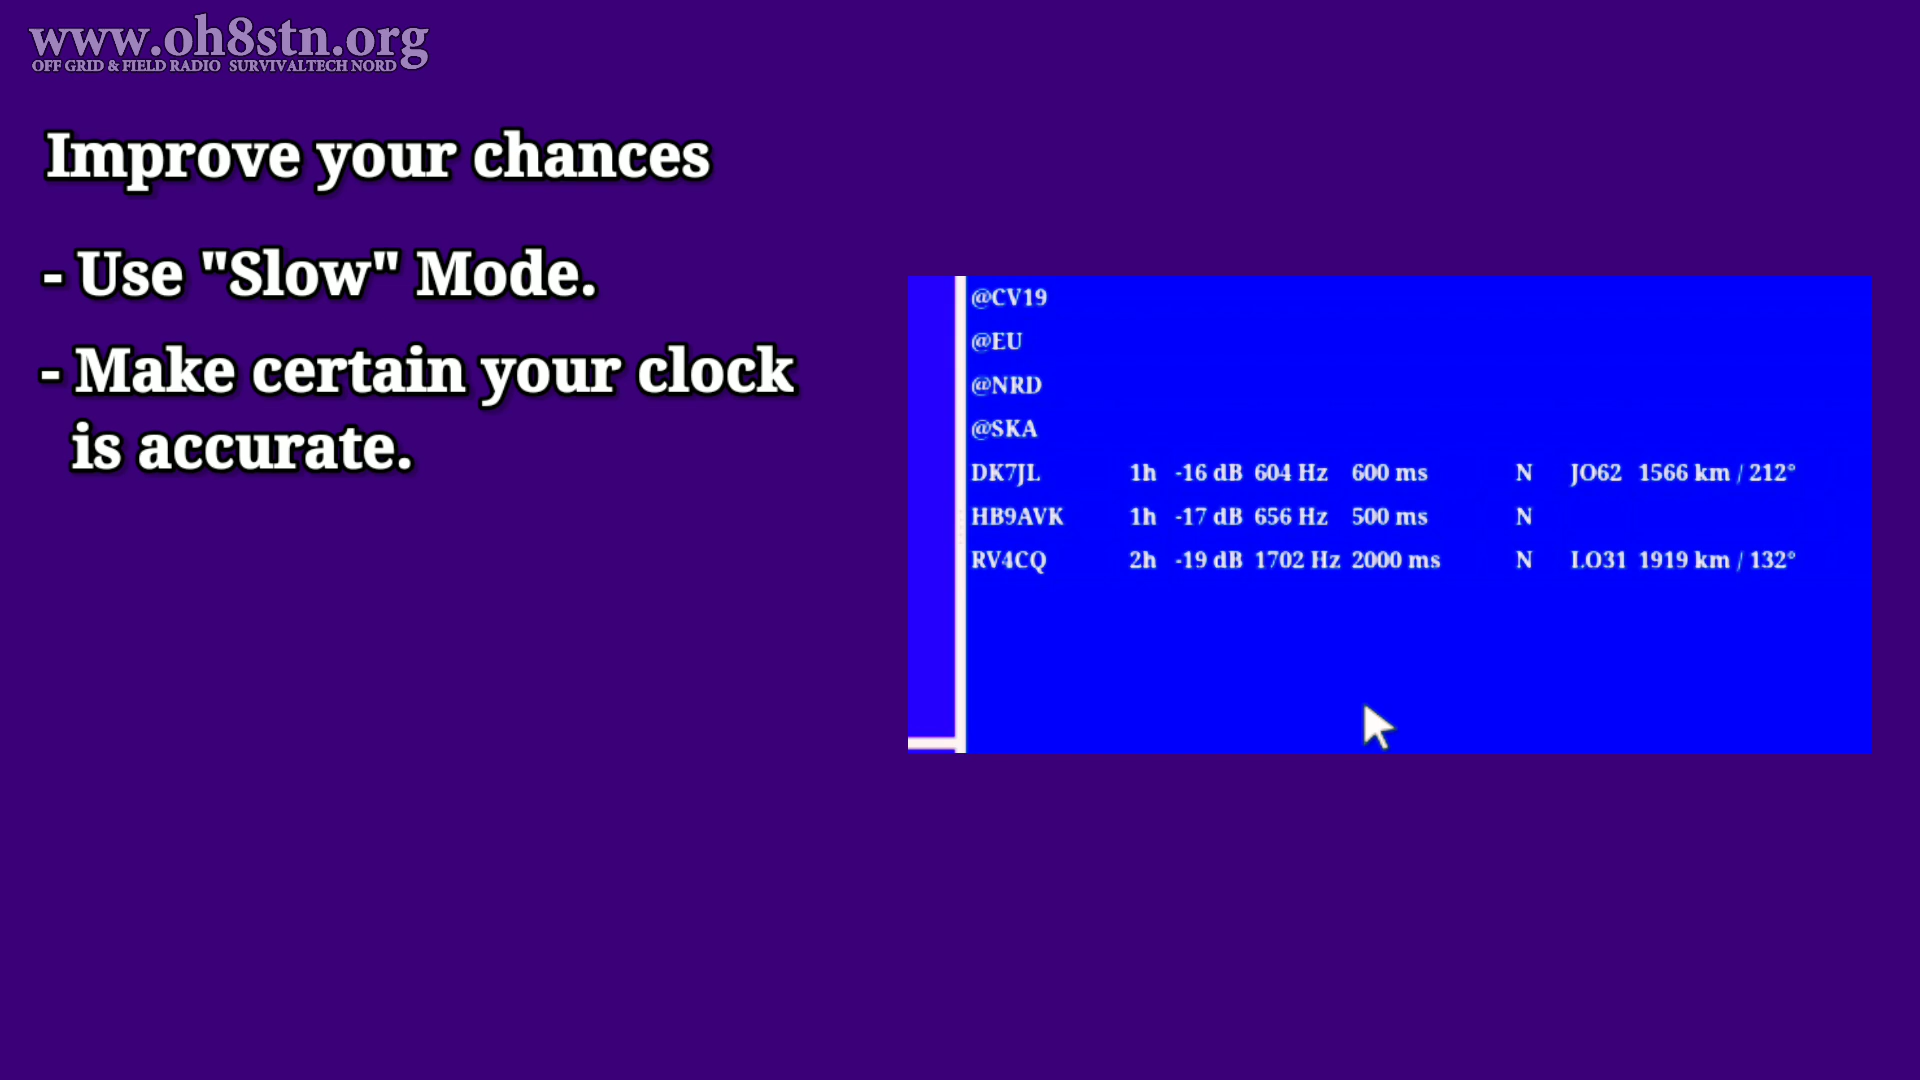 www.oh8stn.org
OFF GRID & FIELD RADIO SURVIVALTECH NORD
Improve your chances
- Use "Slow" Mode.
- Make certain your clock
is accurate.
@CV19
@EU
@NRD
@SKA
DK7JL 1h -16 dB 604 Hz 600 ms N JO62 1566 km / 212°
HB9AVK 1h -17 dB 656 Hz 500 ms N
RV4CQ 2h -19 dB 1702 Hz 2000 ms N LO31 1919 km / 132°